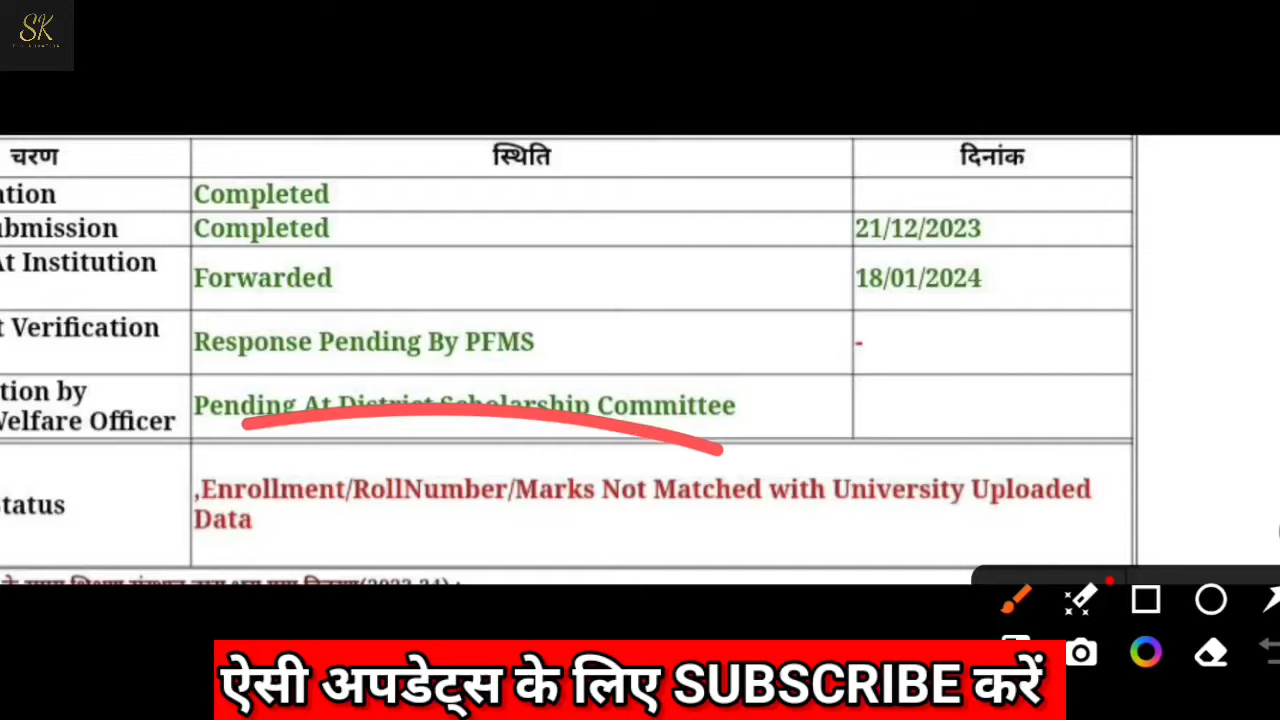 SK
चरण स्थिति दिनांक
ation Completed
ubmission Completed 21/12/2023
At Institution
Forwarded 18/01/2024
t Verification
Response Pending By PFMS -
tion by
Welfare Officer
Pending At District Scholarship Committee
tatus
,Enrollment/RollNumber/Marks Not Matched with University Uploaded
Data
ऐसी अपडेट्स के लिए SUBSCRIBE करें